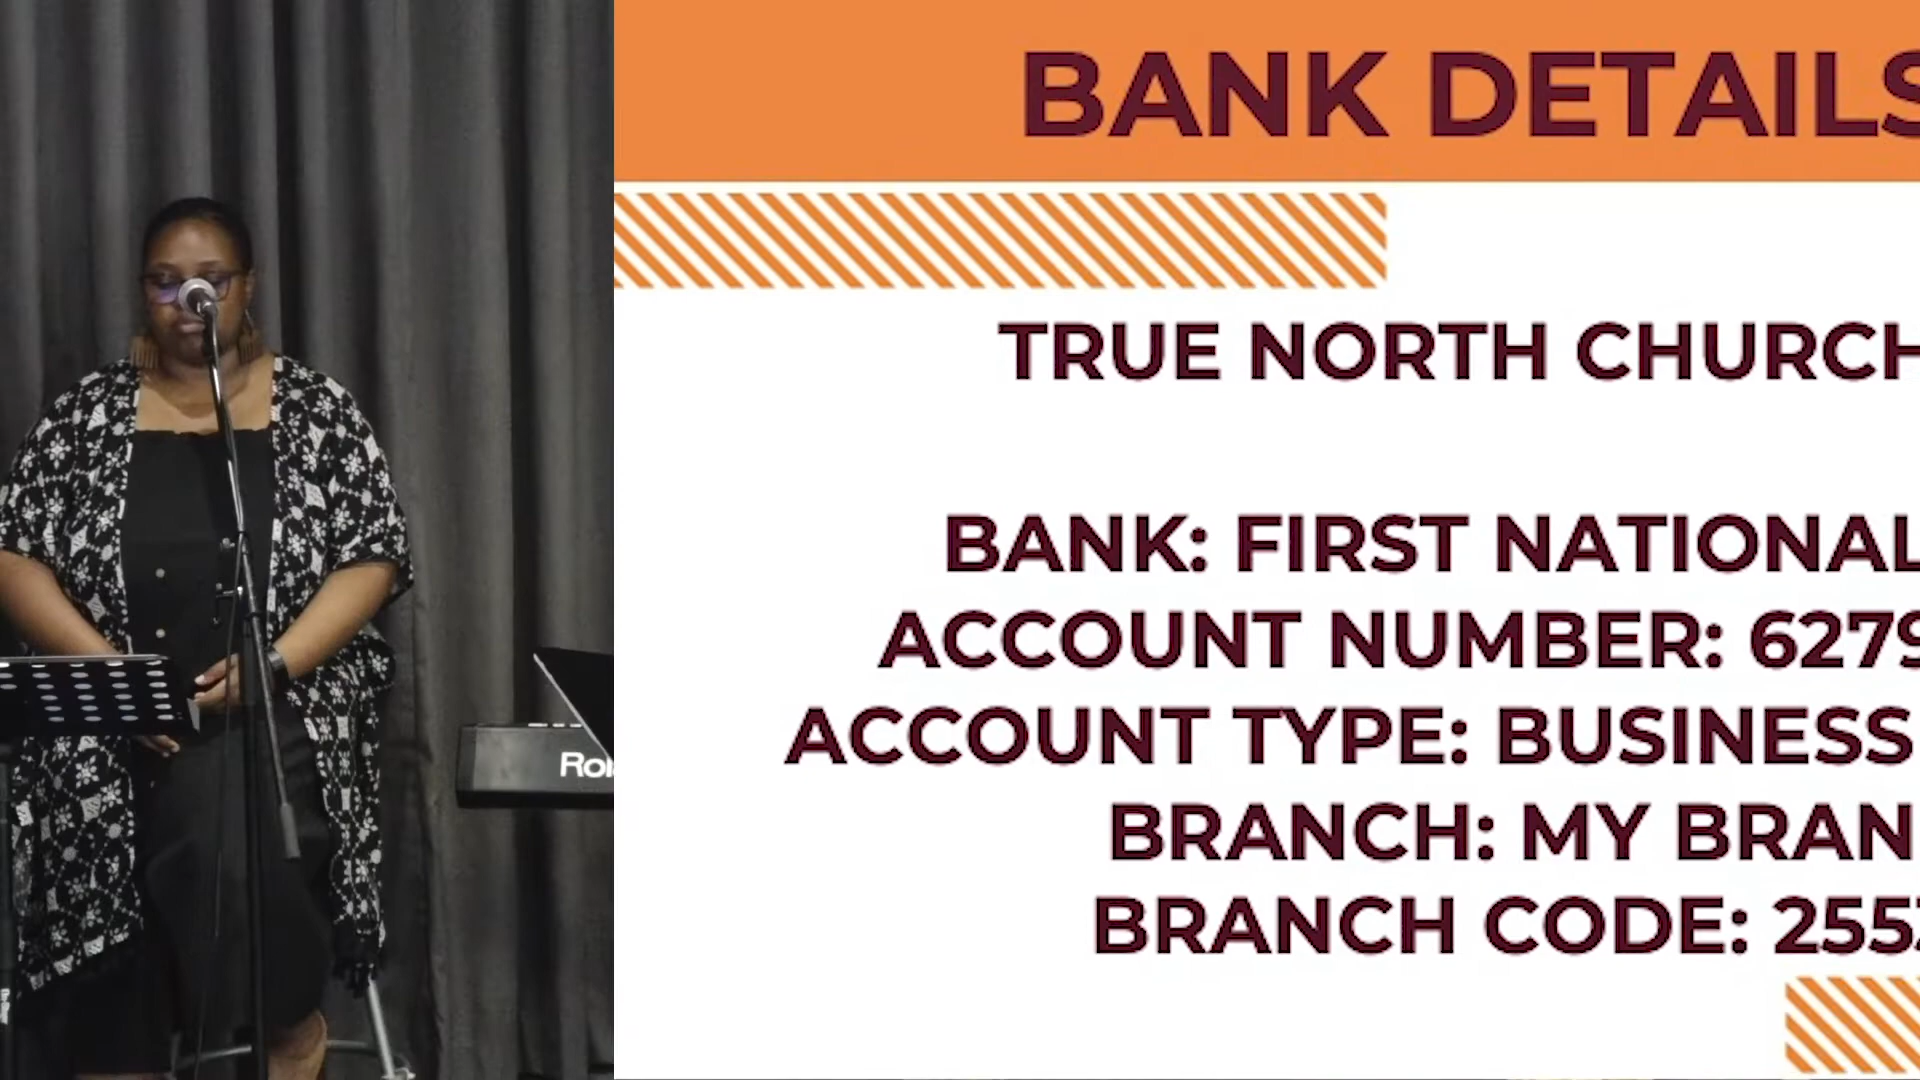 BANK DETAILS
TRUE NORTH CHURCH
BANK: FIRST NATIONAL
ACCOUNT NUMBER: 6279
ACCOUNT TYPE: BUSINESS
BRANCH: MY BRAN
BRANCH CODE: 255
Rol